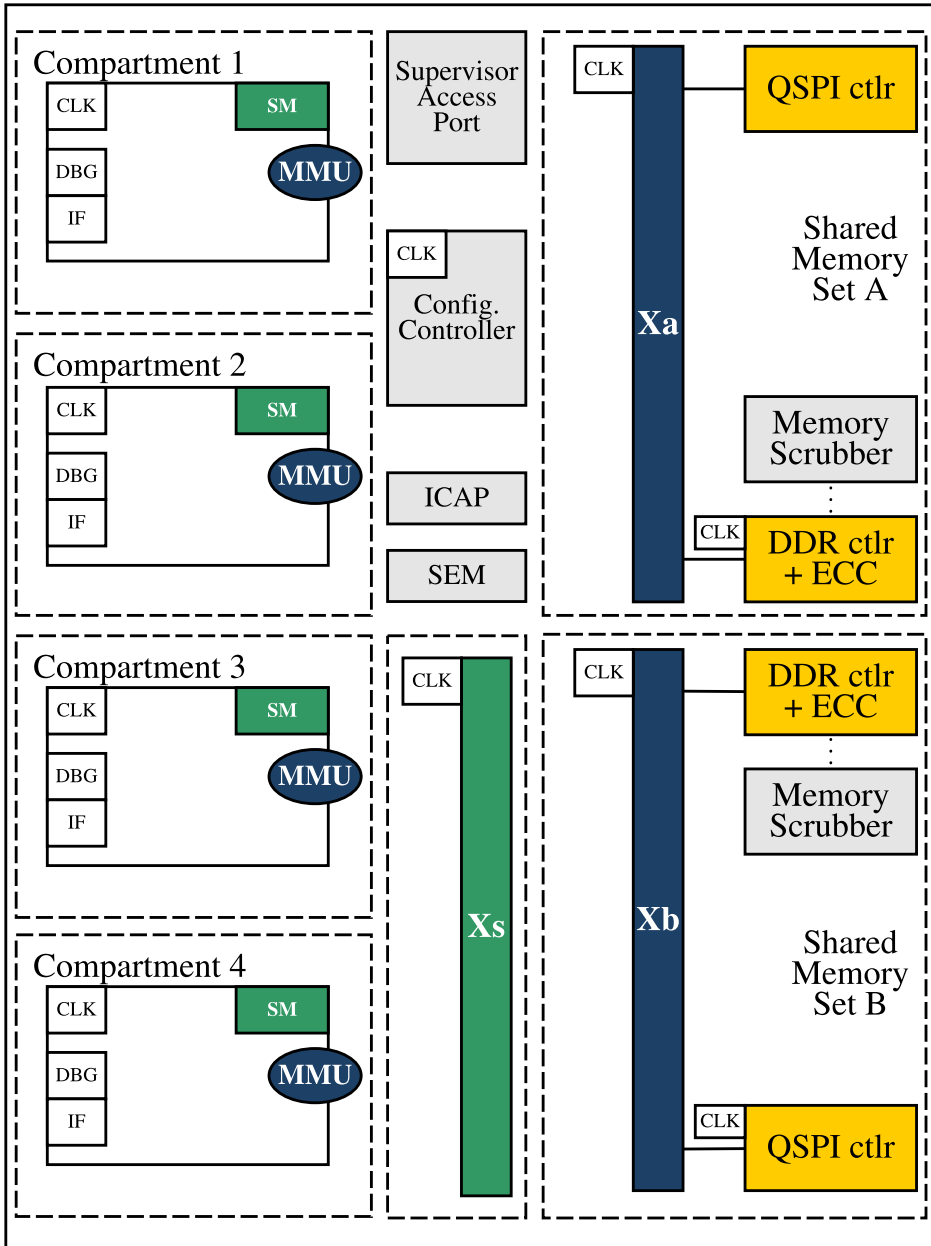 Compartment 1
CLK
SM
DBG
MMU
IF
Compartment 2
CLK
SM
DBG
MMU
IF
Compartment 3
CLK
SM
DBG
MMU
IF
Compartment 4
CLK
SM
DBG
MMU
IF
Supervisor
Access
Port
CLK
Config.
Controller
ICAP
SEM
CLK
Xs
CLK
Xa
QSPI ctlr
Shared
Memory
Set A
Memory
Scrubber
CLK
DDR ctlr
+ ECC
CLK
Xb
DDR ctlr
+ ECC
Memory
Scrubber
Shared
Memory
Set B
CLK
QSPI ctlr